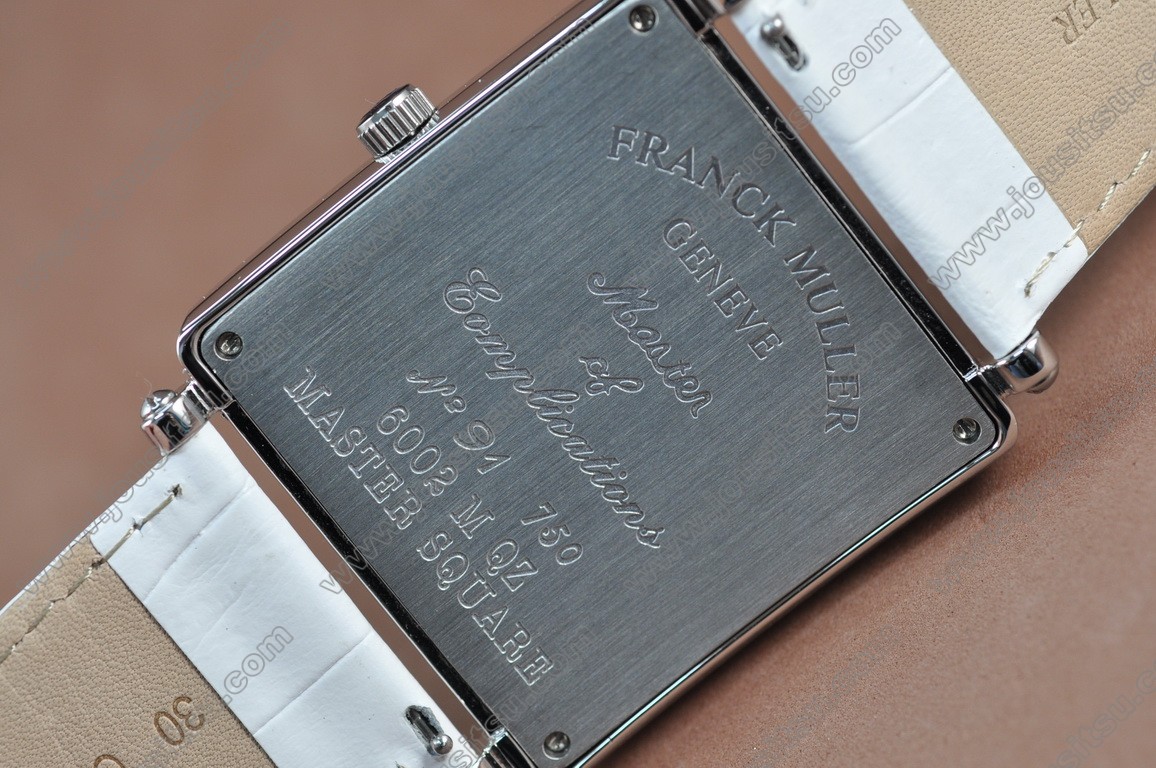 FRANCK MULLER
GENEVE
Master
of
Complications
Nº 91 750
6002 M QZ
MASTER SQUARE
30
www.jousitsu.com